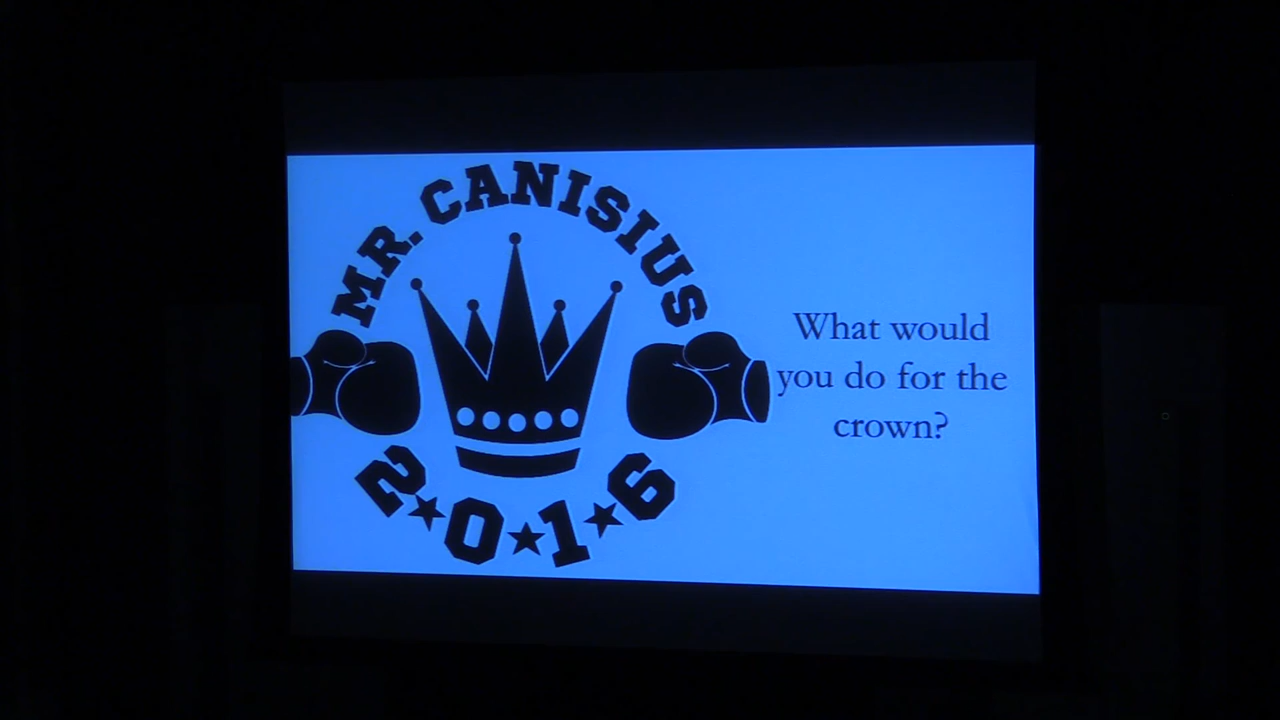 MR. CANISIUS
2★0★1★6
What would
you do for the
crown?